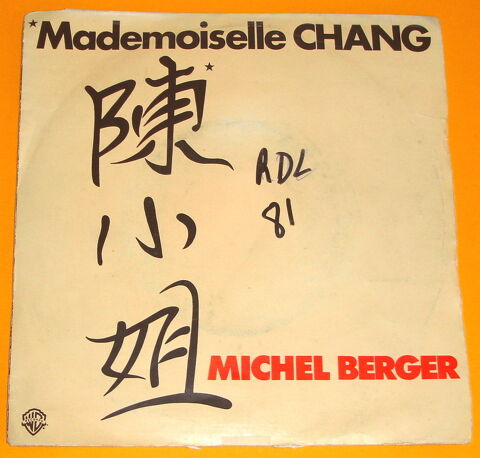 *Mademoiselle CHANG
陳*
小
姐
RDL
81
MICHEL BERGER